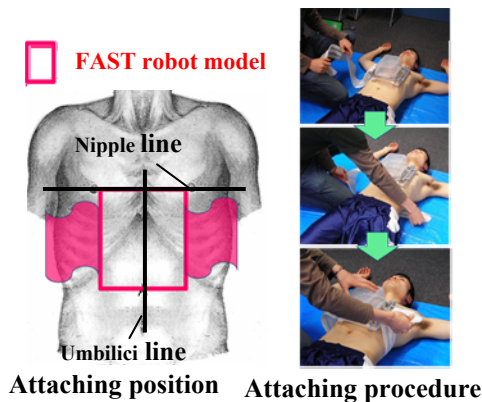 FAST robot model
Nipple line
Umbilici line
Attaching position
Attaching procedure